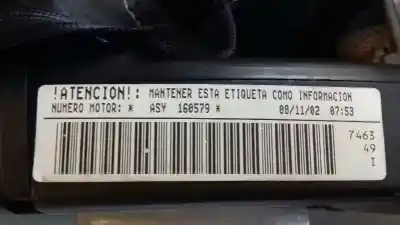 !ATENCION!: MANTENER ESTA ETIQUETA COMO INFORMACION
NUMERO MOTOR: * ASY 160579 * 08/11/02 07:53
7463
49
I